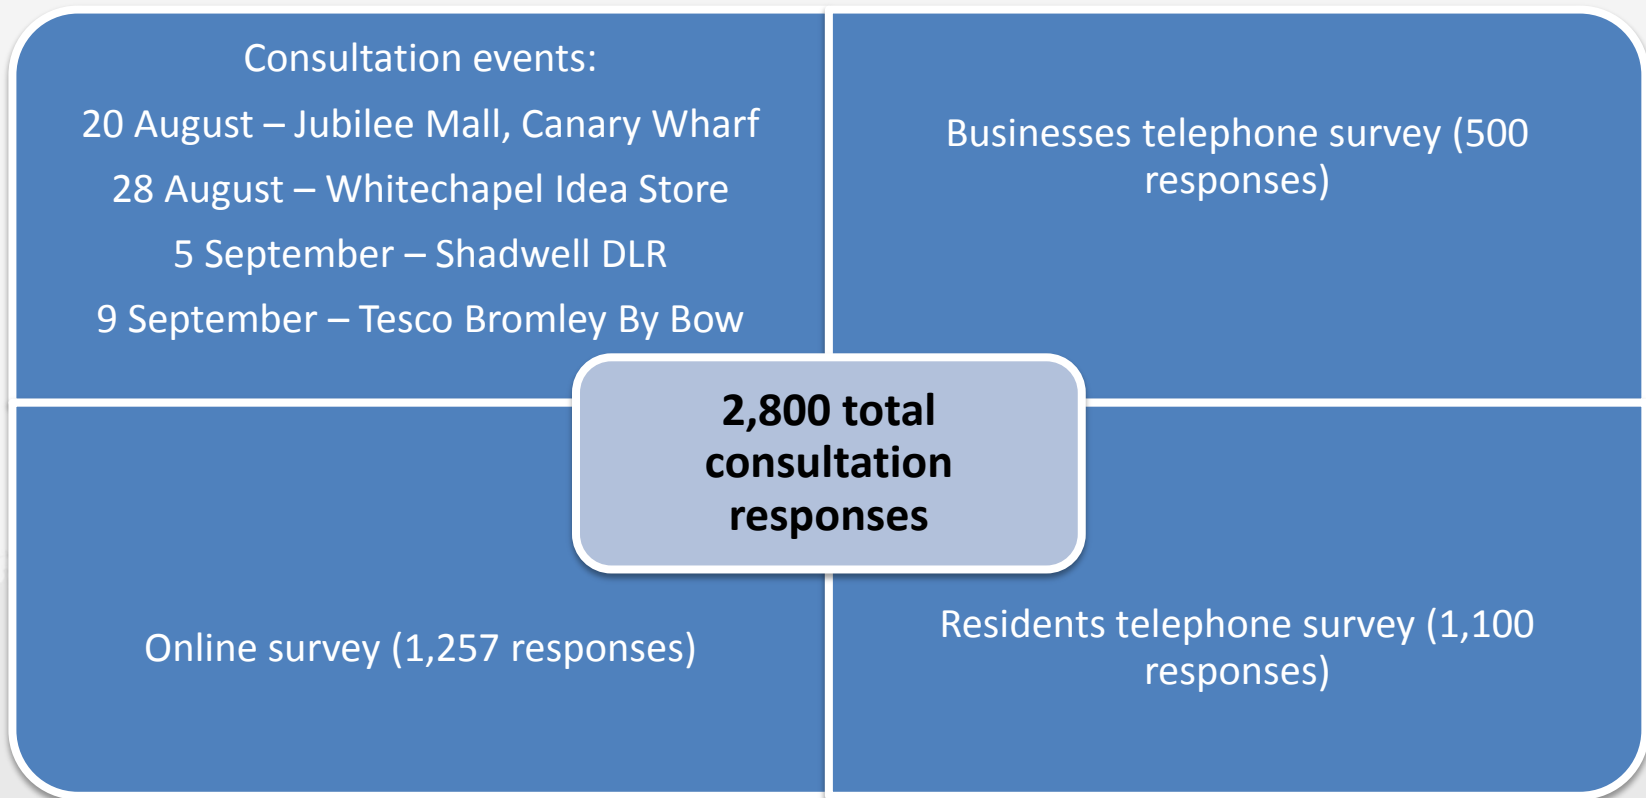 Consultation events:
20 August – Jubilee Mall, Canary Wharf
28 August – Whitechapel Idea Store
5 September – Shadwell DLR
9 September – Tesco Bromley By Bow
Businesses telephone survey (500
responses)
2,800 total
consultation
responses
Online survey (1,257 responses)
Residents telephone survey (1,100
responses)